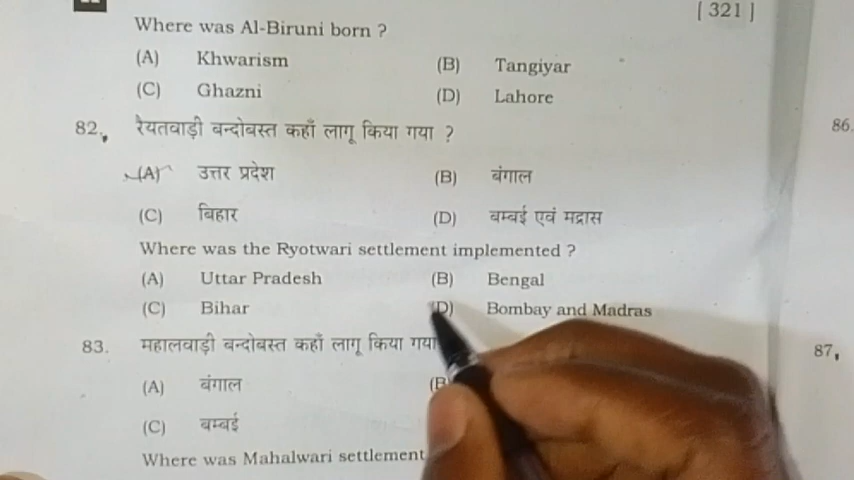 [ 321 ]
Where was Al-Biruni born ?
(A) Khwarism (B) Tangiyar
(C) Ghazni (D) Lahore
82. रैयतवाड़ी बन्दोबस्त कहाँ लागू किया गया ?
(A) उत्तर प्रदेश (B) बंगाल
(C) बिहार (D) बम्बई एवं मद्रास
Where was the Ryotwari settlement implemented ?
(A) Uttar Pradesh (B) Bengal
(C) Bihar (D) Bombay and Madras
83. महालवाड़ी बन्दोबस्त कहाँ लागू किया गया
(A) बंगाल (B
(C) बम्बई
Where was Mahalwari settlement
86.
87.